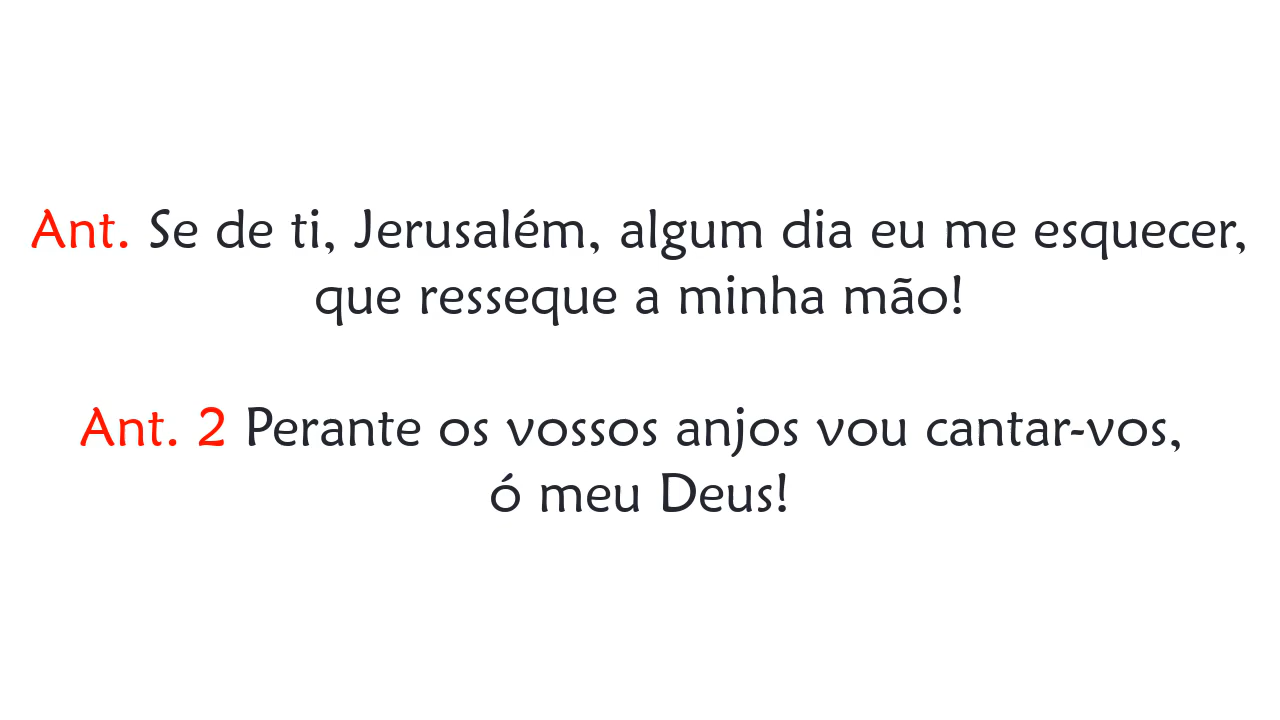 Ant. Se de ti, Jerusalém, algum dia eu me esquecer,
que resseque a minha mão!
Ant. 2 Perante os vossos anjos vou cantar-vos,
ó meu Deus!